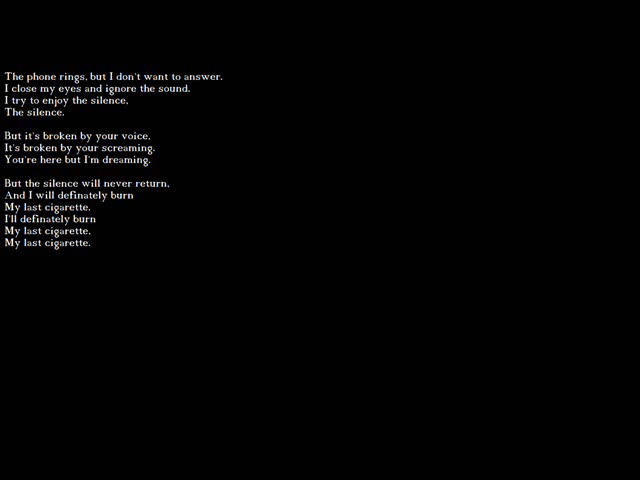 The phone rings, but I don't want to answer.
I close my eyes and ignore the sound.
I try to enjoy the silence,
The silence.
But it's broken by your voice,
It's broken by your screaming.
You're here but I'm dreaming.
But the silence will never return,
And I will definately burn
My last cigarette.
I'll definately burn
My last cigarette,
My last cigarette.